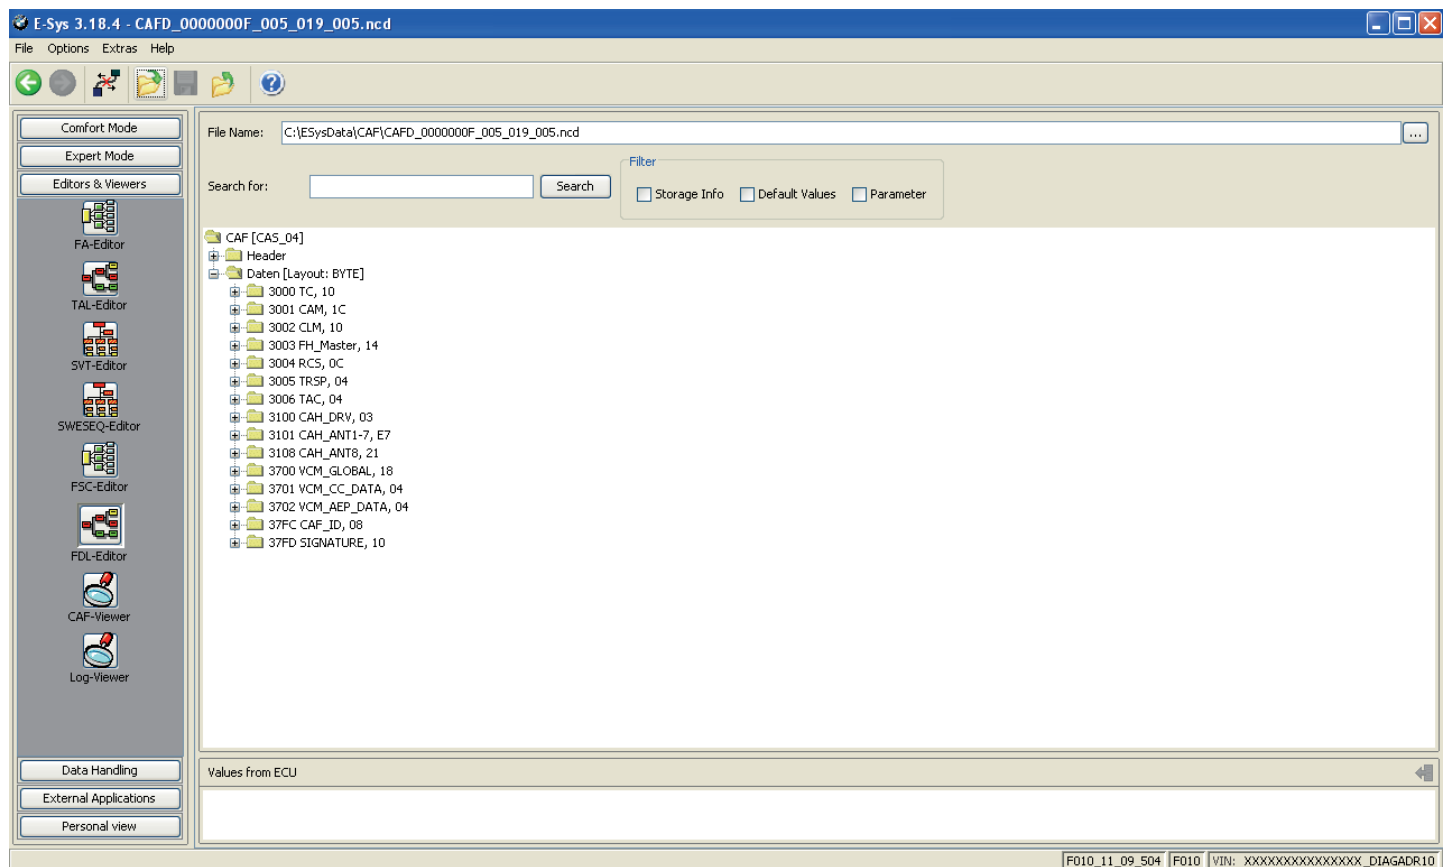 E-Sys 3.18.4 - CAFD_0000000F_005_019_005.ncd
File Options Extras Help
Comfort Mode
Expert Mode
Editors & Viewers
FA-Editor
TAL-Editor
SVT-Editor
SWESEQ-Editor
FSC-Editor
FDL-Editor
CAF-Viewer
Log-Viewer
Data Handling
External Applications
Personal view
File Name: C:\ESysData\CAF\CAFD_0000000F_005_019_005.ncd ...
Filter
Search for: Search Storage Info Default Values Parameter
CAF [CAS_04]
Header
Daten [Layout: BYTE]
3000 TC, 10
3001 CAM, 1C
3002 CLM, 10
3003 FH_Master, 14
3004 RCS, 0C
3005 TRSP, 04
3006 TAC, 04
3100 CAH_DRV, 03
3101 CAH_ANT1-7, E7
3108 CAH_ANT8, 21
3700 VCM_GLOBAL, 18
3701 VCM_CC_DATA, 04
3702 VCM_AEP_DATA, 04
37FC CAF_ID, 08
37FD SIGNATURE, 10
Values from ECU
F010_11_09_504 F010 VIN: XXXXXXXXXXXXXXX _DIAGADR10